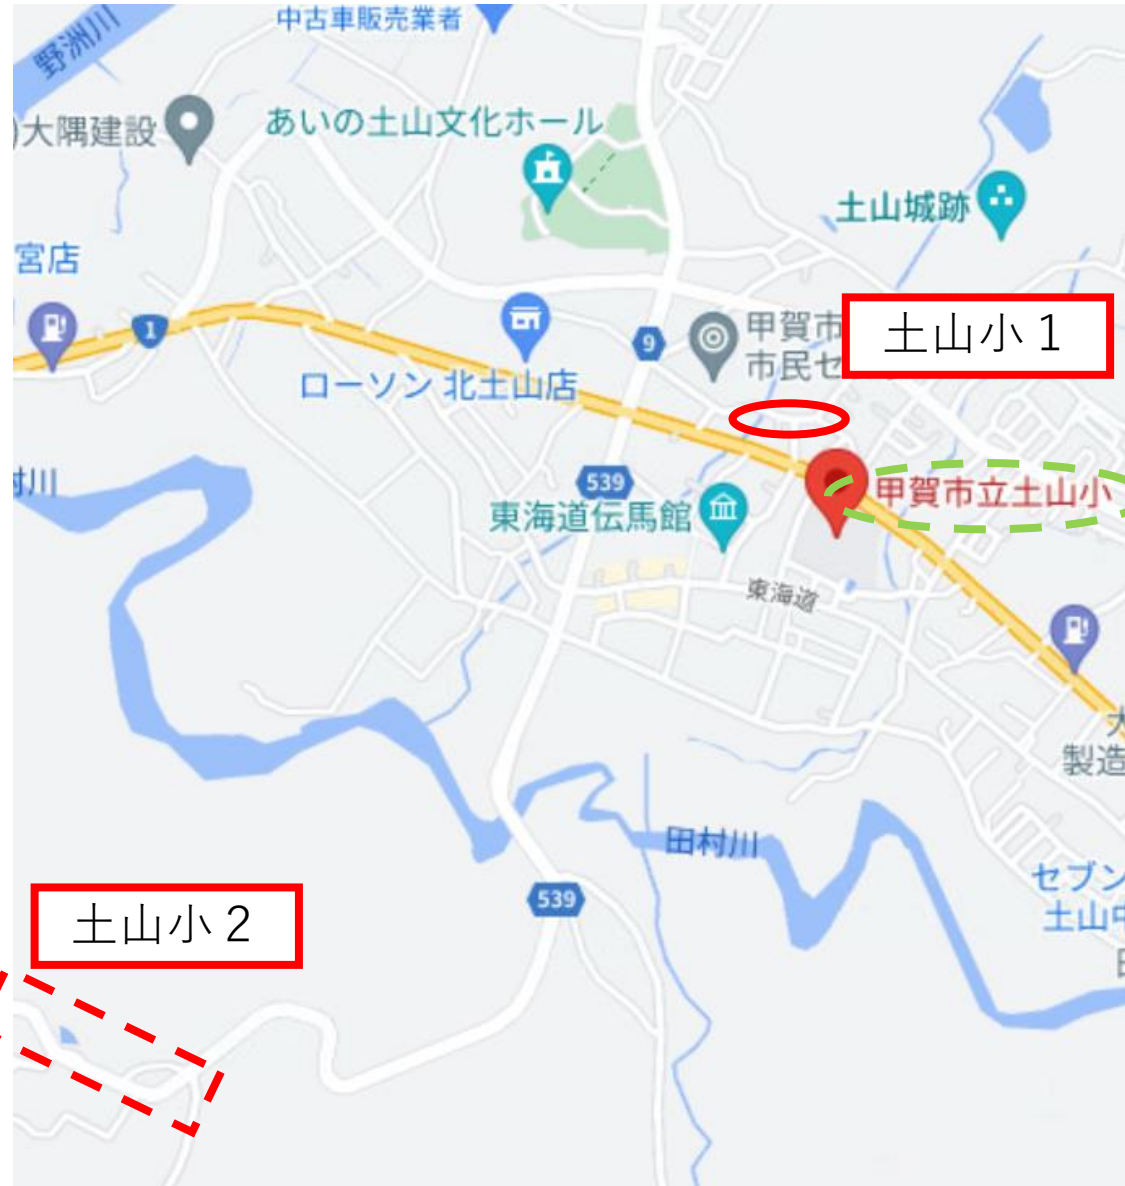 中古車販売業者
野洲川
)大隅建設
あいの土山文化ホール
土山城跡
宮店
1
ローソン 北土山店
9
甲賀市
市民セ
土山小１
村川
539
東海道伝馬館
甲賀市立土山小
東海道
大
製造
田村川
セブン
土山中
539
土山小２